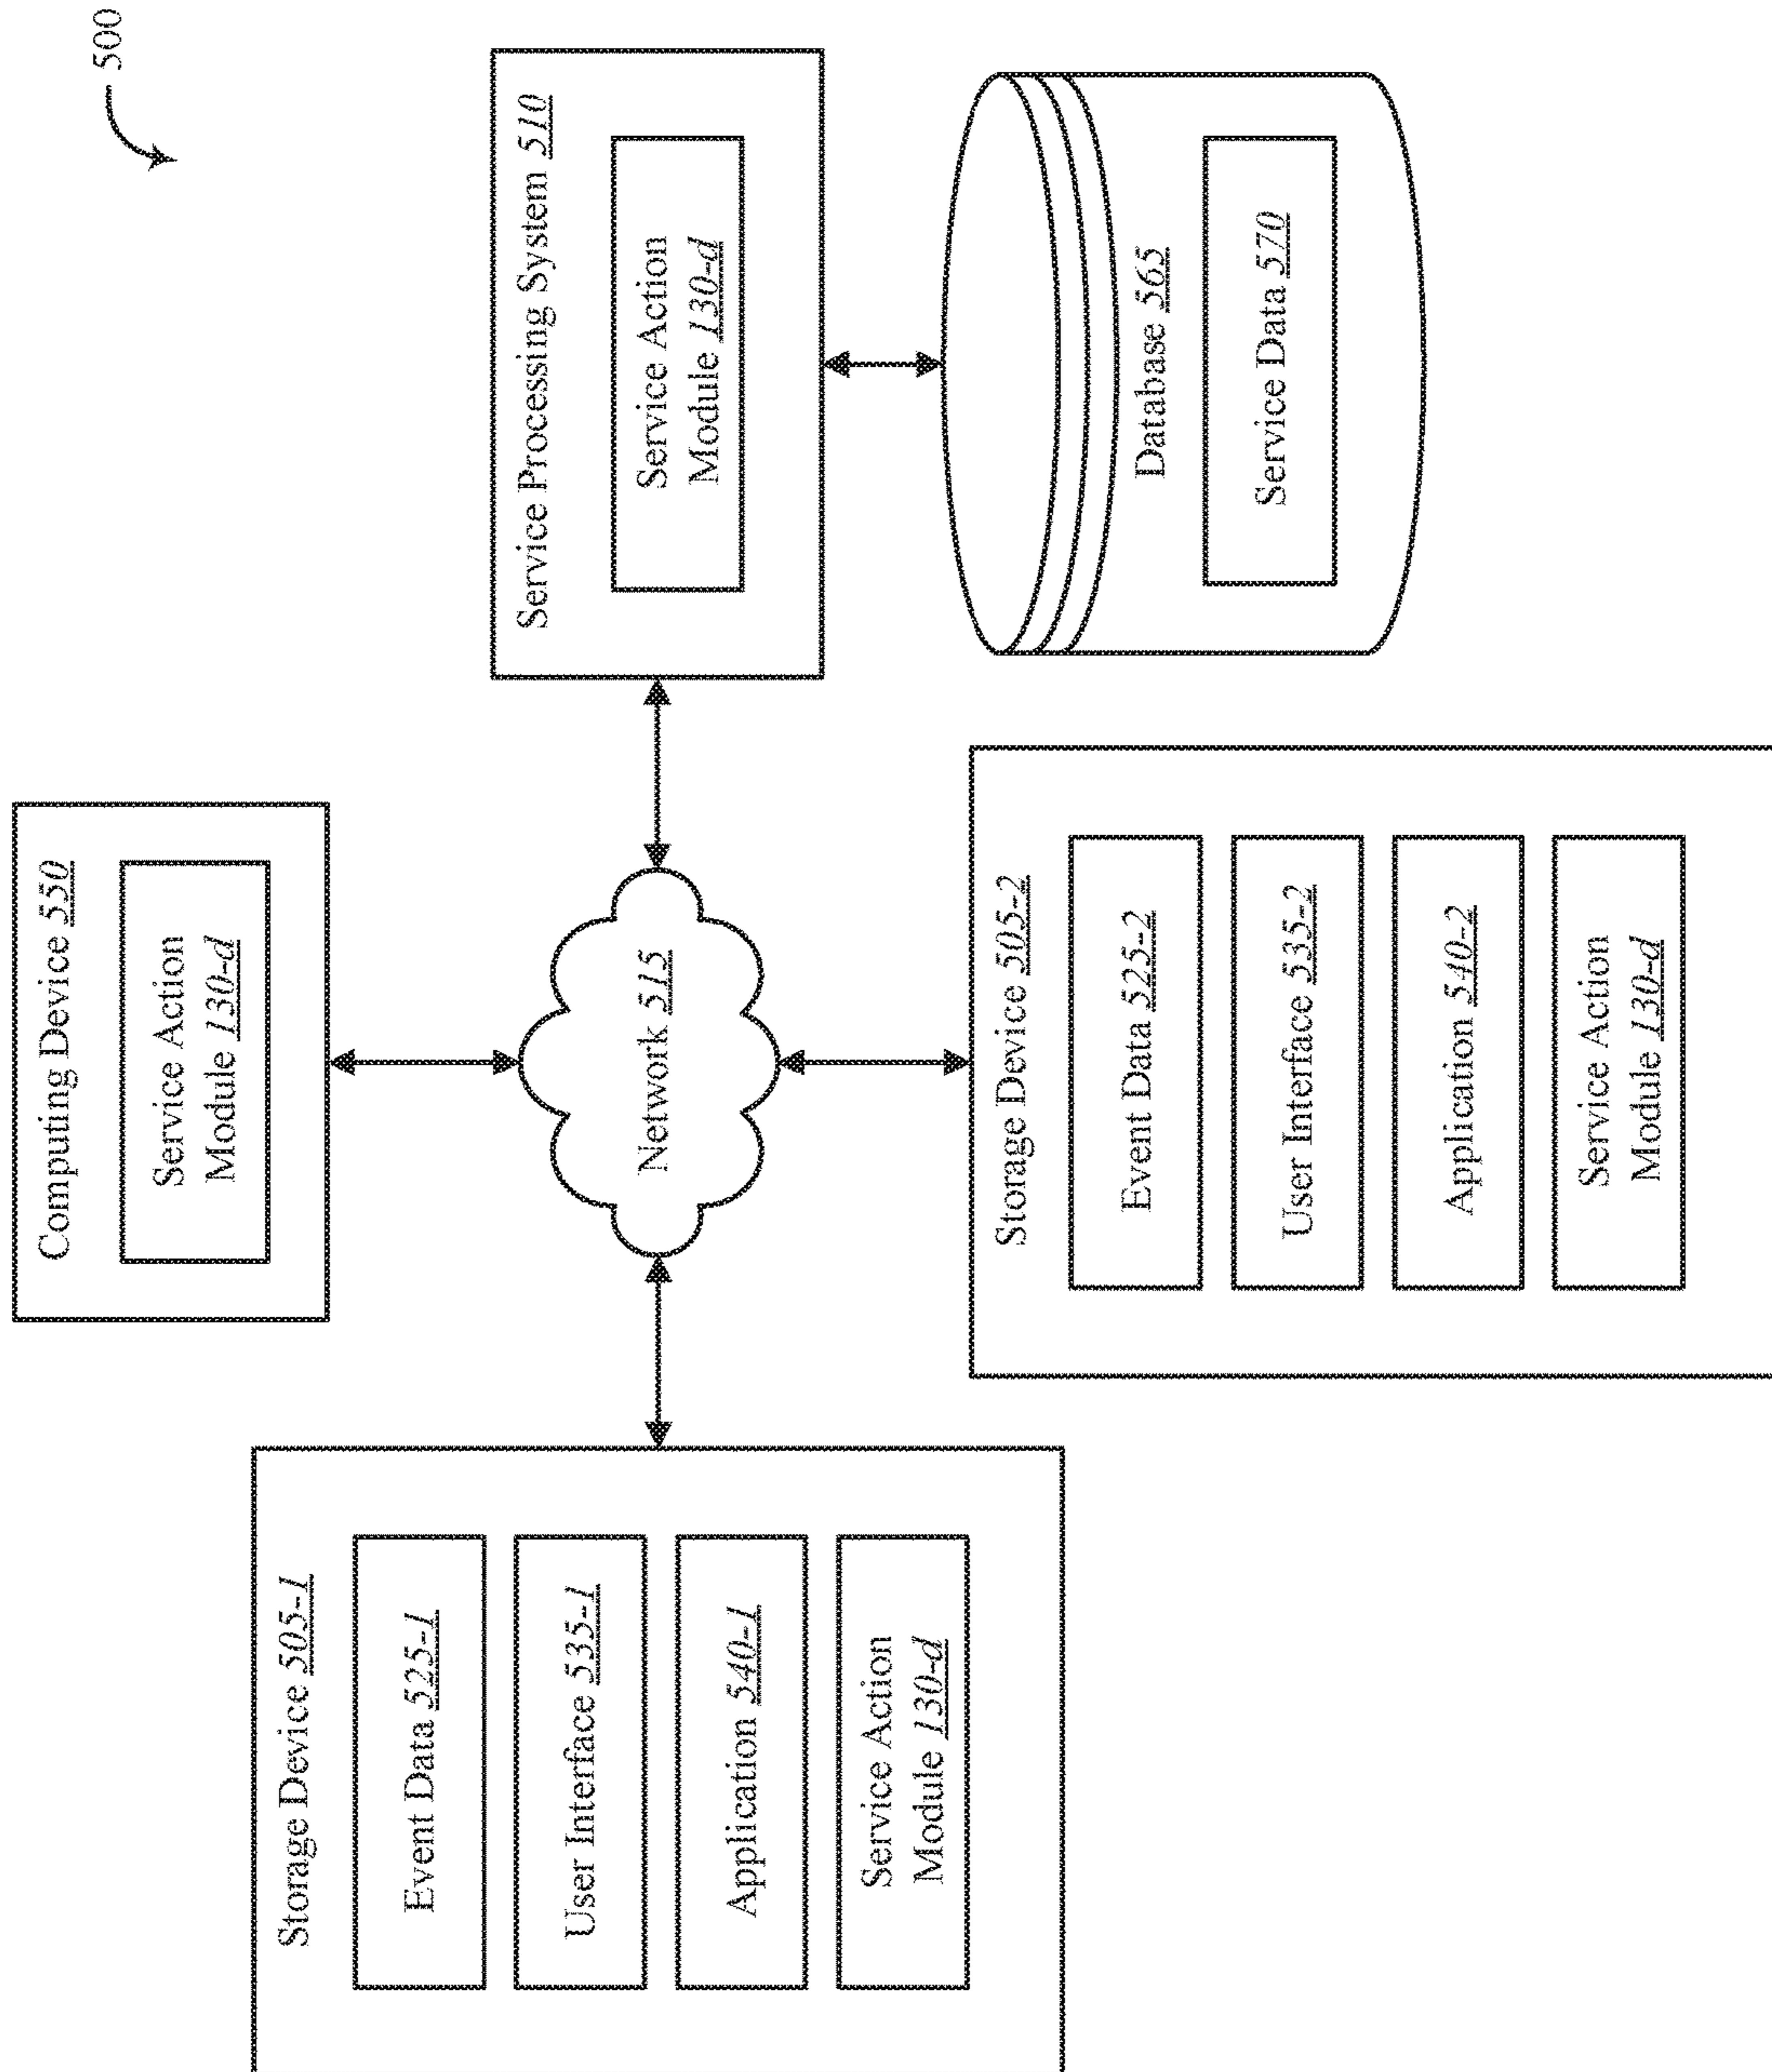 500
Computing Device 550
Service Action
Module 130-d
Storage Device 505-1
Event Data 525-1
User Interface 535-1
Application 540-1
Service Action
Module 130-d
Network 515
Service Processing System 510
Service Action
Module 130-d
Storage Device 505-2
Event Data 525-2
User Interface 535-2
Application 540-2
Service Action
Module 130-d
Database 565
Service Data 570